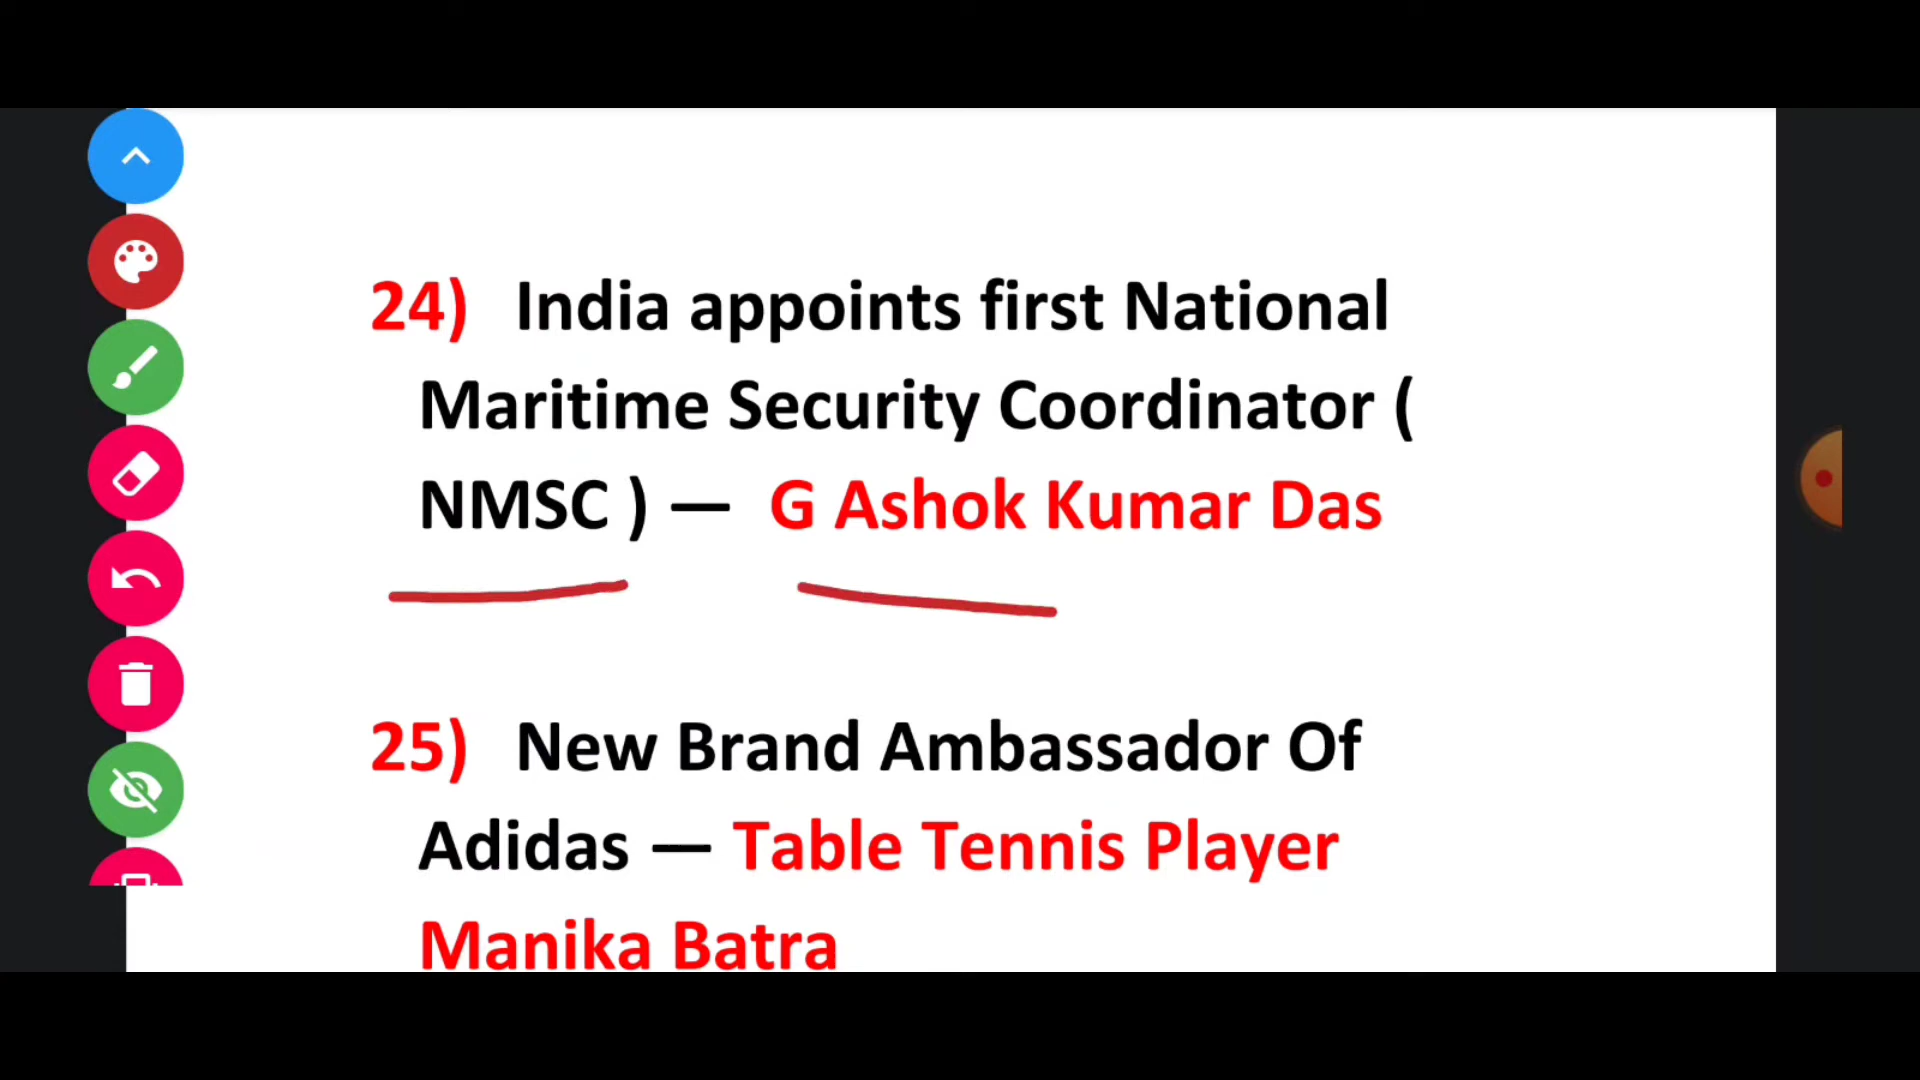 24) India appoints first National
Maritime Security Coordinator (
NMSC ) — G Ashok Kumar Das
25) New Brand Ambassador Of
Adidas — Table Tennis Player
Manika Batra